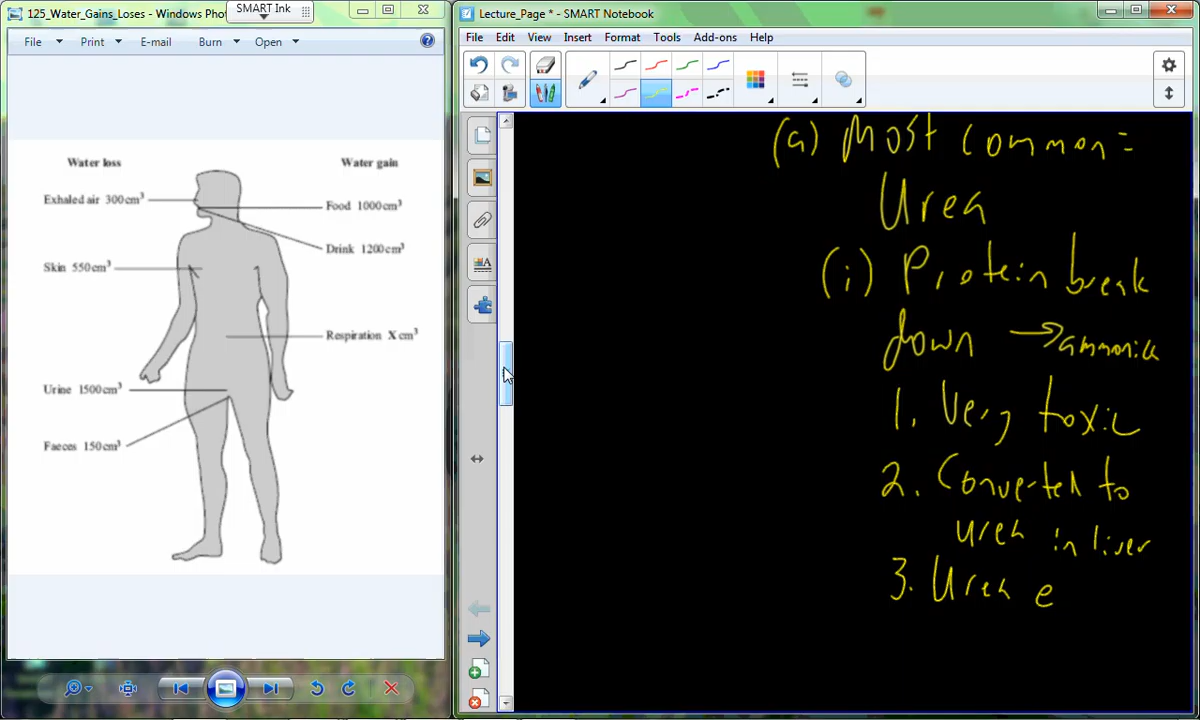 125_Water_Gains_Loses - Windows Pho
SMART Ink
File Print E-mail Burn Open
Water loss
Water gain
Exhaled air 300cm³
Food 1000cm³
Drink 1200cm³
Skin 550cm³
Respiration X cm³
Urine 1500cm³
Faeces 150cm³
Lecture_Page * - SMART Notebook
File Edit View Insert Format Tools Add-ons Help
(a) Most common =
Urea
(i) Protein break
down → ammonia
1. Very toxic
2. Converted to
urea in liver
3. Urea e